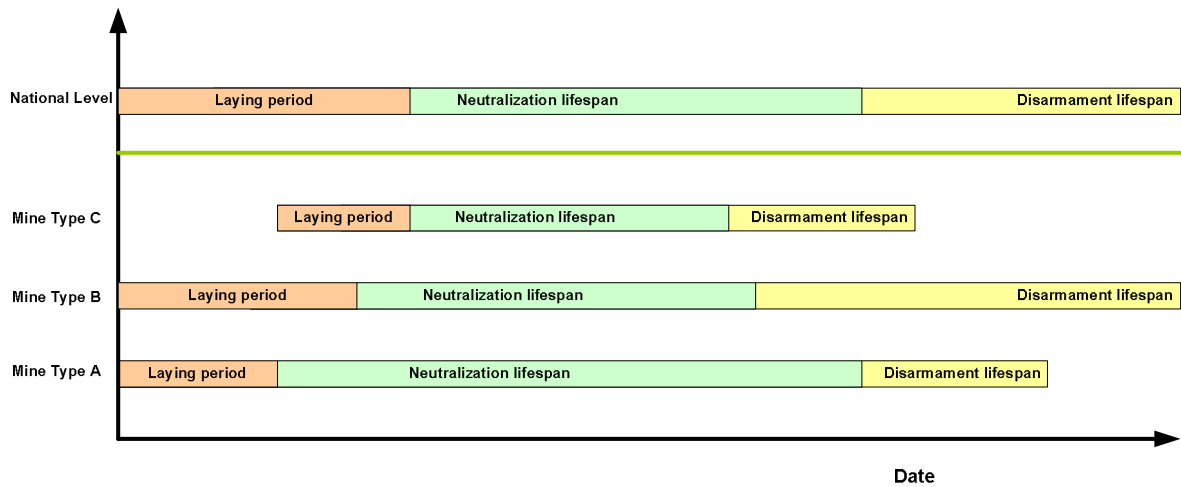 National Level
Laying period
Neutralization lifespan
Disarmament lifespan
Mine Type C
Laying period
Neutralization lifespan
Disarmament lifespan
Mine Type B
Laying period
Neutralization lifespan
Disarmament lifespan
Mine Type A
Laying period
Neutralization lifespan
Disarmament lifespan
Date